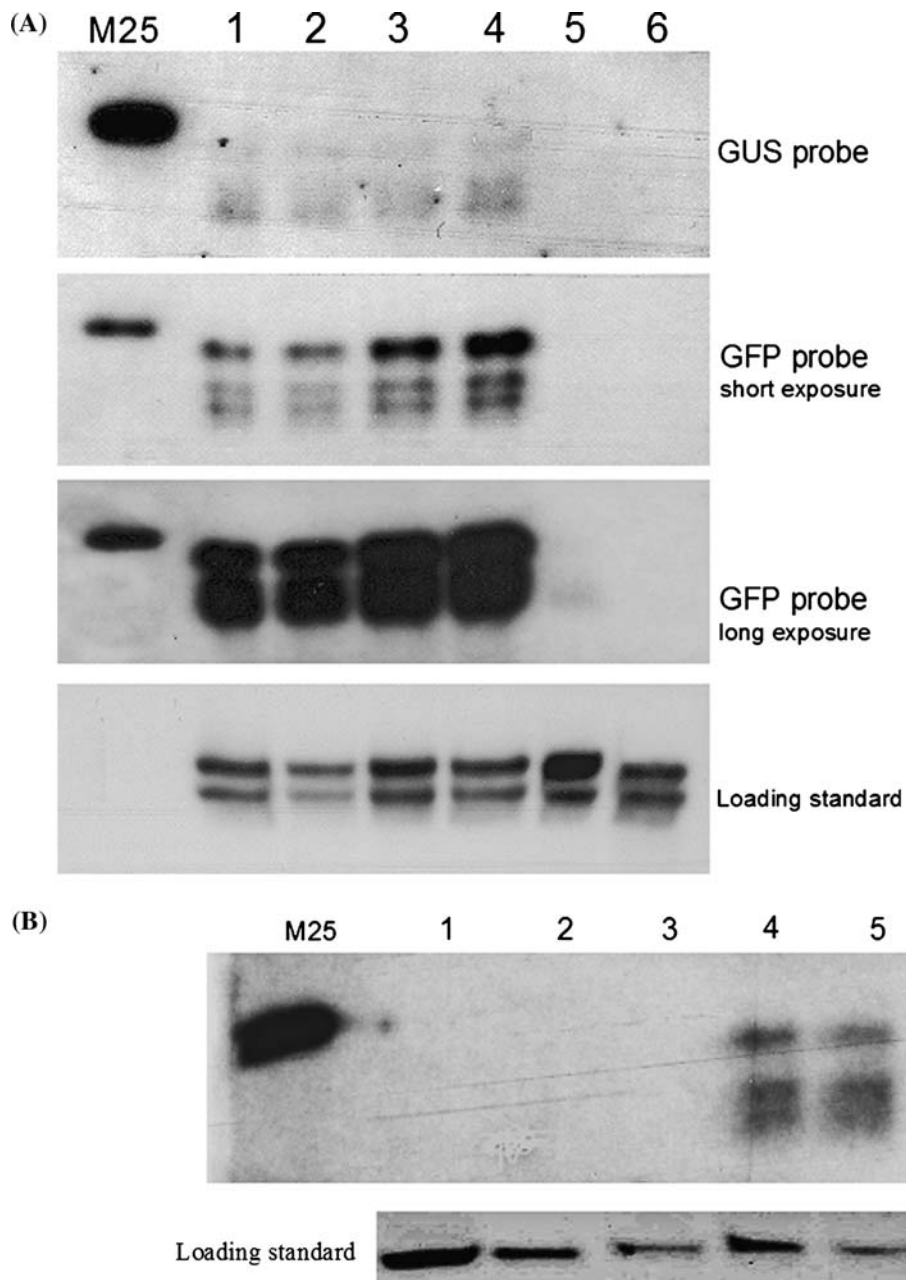 (A)
M25 1 2 3 4 5 6
GUS probe
GFP probe
short exposure
GFP probe
long exposure
Loading standard
(B)
M25 1 2 3 4 5
Loading standard